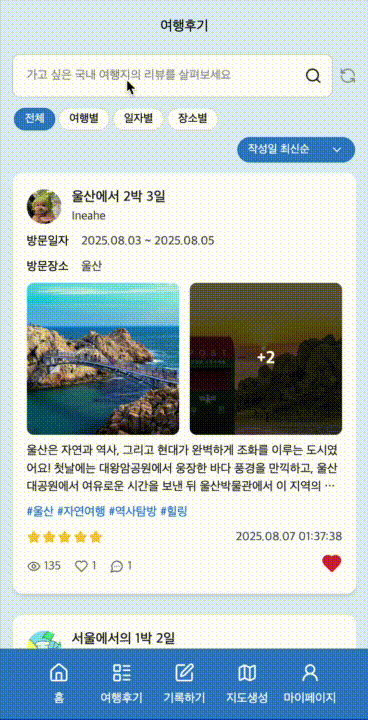 여행후기
가고 싶은 국내 여행지의 리뷰를 살펴보세요
전체 여행별 일자별 장소별
작성일 최신순
울산에서 2박 3일
Ineahe
방문일자 2025.08.03 ~ 2025.08.05
방문장소 울산
POST
+2
울산은 자연과 역사, 그리고 현대가 완벽하게 조화를 이루는 도시였
어요! 첫날에는 대왕암공원에서 웅장한 바다 풍경을 만끽하고, 울산
대공원에서 여유로운 시간을 보낸 뒤 울산박물관에서 이 지역의 ...
#울산 #자연여행 #역사탐방 #힐링
2025.08.07 01:37:38
135 1 1
서울에서의 1박 2일
홈 여행후기 기록하기 지도생성 마이페이지